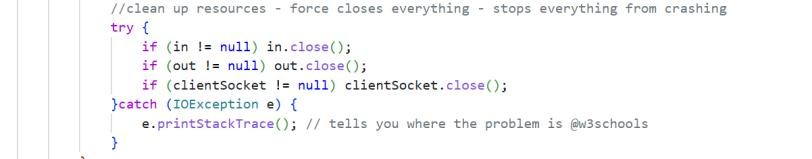 //clean up resources - force closes everything - stops everything from crashing
try {
if (in != null) in.close();
if (out != null) out.close();
if (clientSocket != null) clientSocket.close();
}catch (IOException e) {
e.printStackTrace(); // tells you where the problem is @w3schools
}